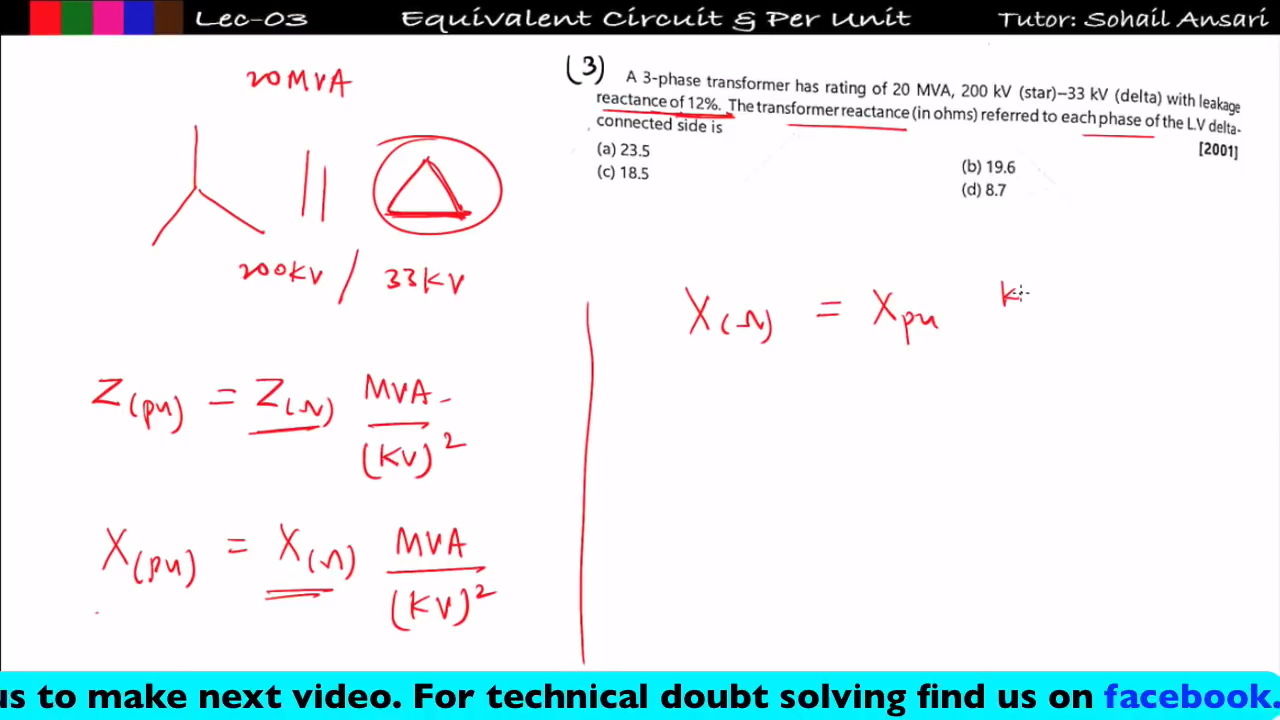 Lec-03 Equivalent Circuit & Per Unit Tutor: Sohail Ansari
20 MVA
200KV / 33KV
Z(pu) = Z(Ω) MVA
(KV)²
X(pu) = X(Ω) MVA
(KV)²
(3)
A 3-phase transformer has rating of 20 MVA, 200 kV (star)–33 kV (delta) with leakage
reactance of 12%. The transformer reactance (in ohms) referred to each phase of the L.V delta-
connected side is
[2001]
(a) 23.5 (b) 19.6
(c) 18.5 (d) 8.7
X(Ω) = Xpu K
us to make next video. For technical doubt solving find us on facebook.